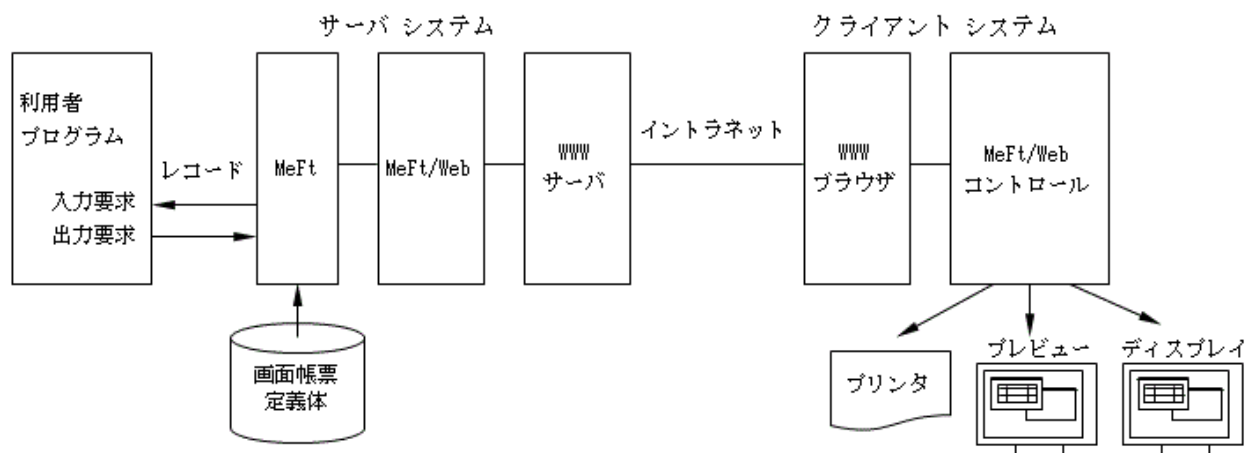 サーバ システム
クライアント システム
利用者
プログラム
レコード
入力要求
出力要求
MeFt
MeFt/Web
WWW
サーバ
イントラネット
WWW
ブラウザ
MeFt/Web
コントロール
画面帳票
定義体
プリンタ
プレビュー
ディスプレイ